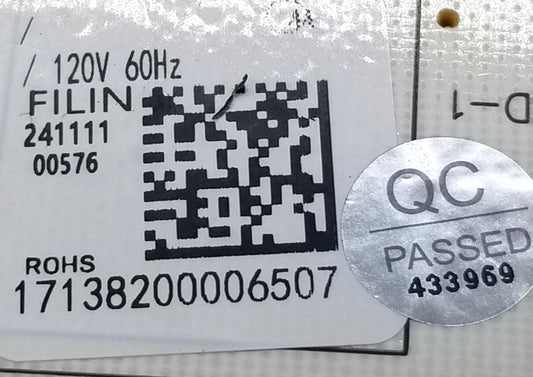 / 120V 60Hz
FILIN
241111
00576
ROHS
17138200006507
D-1
QC
PASSED
433969